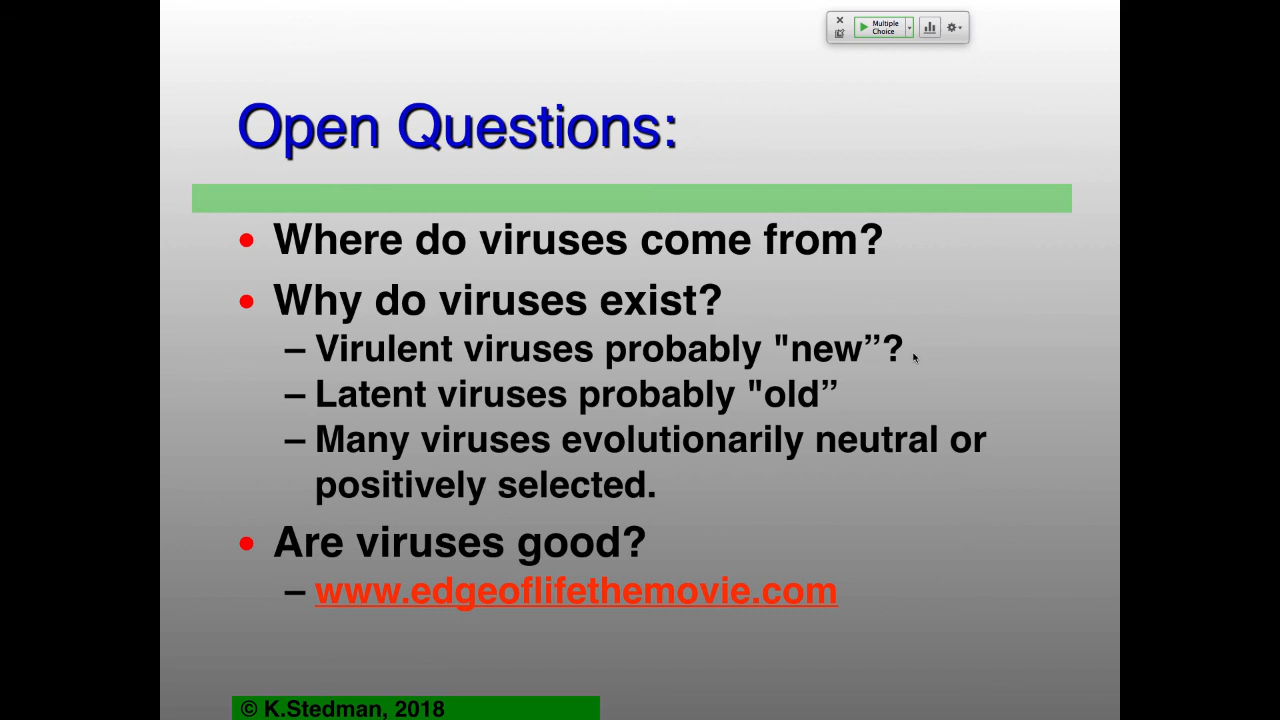 Multiple
Choice
Open Questions:
• Where do viruses come from?
• Why do viruses exist?
– Virulent viruses probably "new”?
– Latent viruses probably "old”
– Many viruses evolutionarily neutral or
positively selected.
• Are viruses good?
– www.edgeoflifethemovie.com
© K.Stedman, 2018